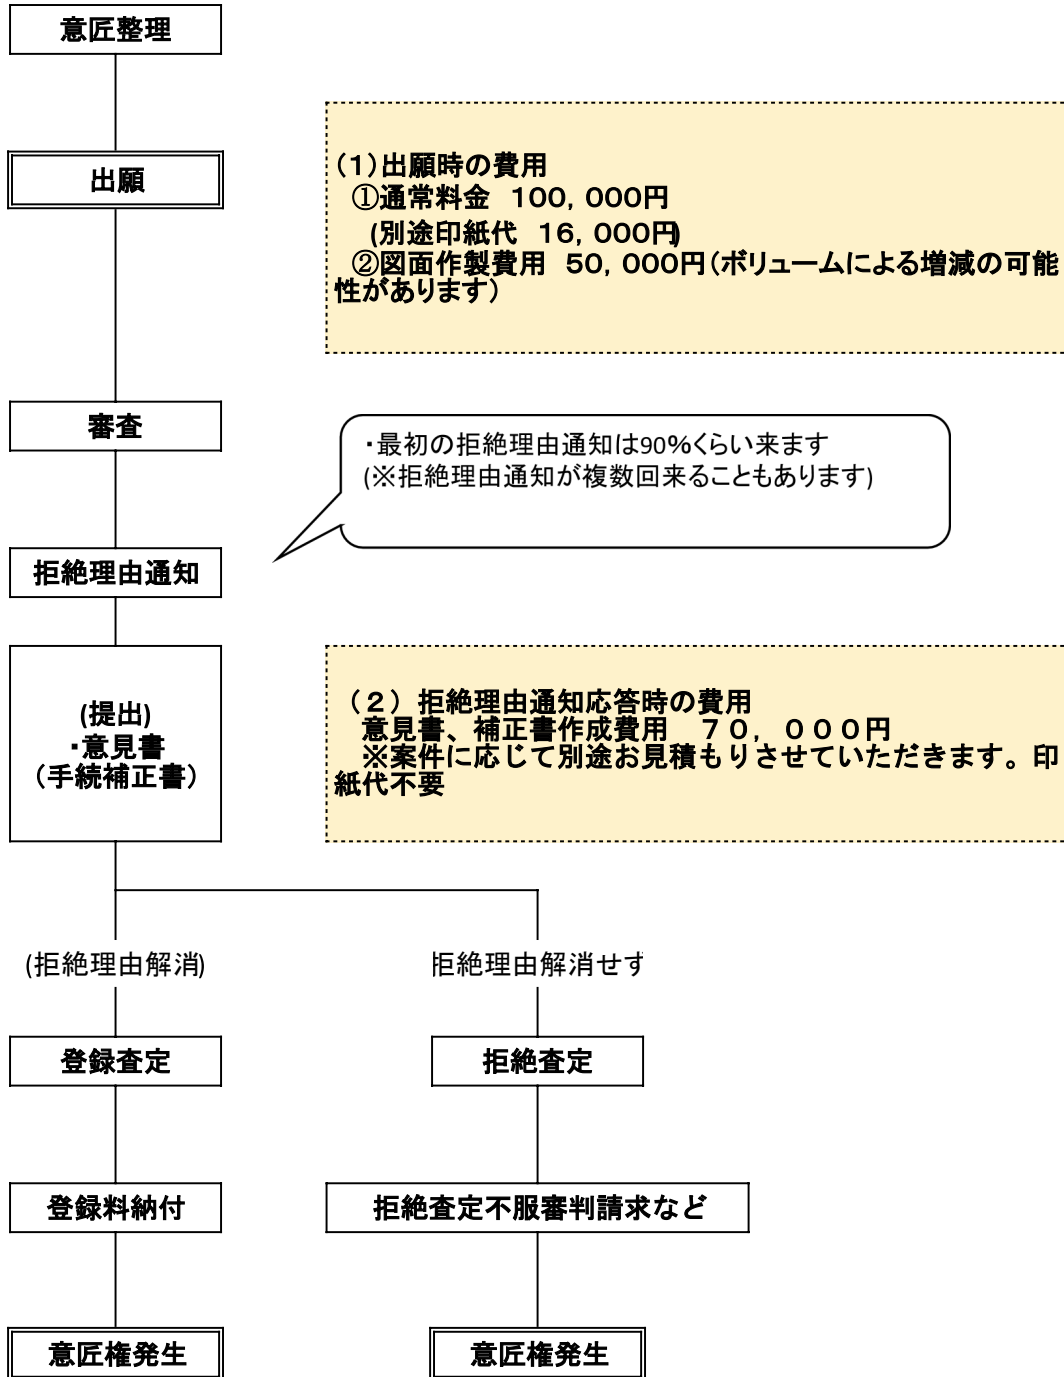 意匠整理
出願
(1)出願時の費用
①通常料金 100,000円
(別途印紙代 16,000円)
②図面作製費用 50,000円(ボリュームによる増減の可能
性があります)
審査
・最初の拒絶理由通知は90%くらい来ます
(※拒絶理由通知が複数回来ることもあります)
拒絶理由通知
(提出)
・意見書
(手続補正書)
(2)拒絶理由通知応答時の費用
意見書、補正書作成費用 70,000円
※案件に応じて別途お見積もりさせていただきます。印
紙代不要
(拒絶理由解消)
拒絶理由解消せず
登録査定
拒絶査定
登録料納付
拒絶査定不服審判請求など
意匠権発生
意匠権発生